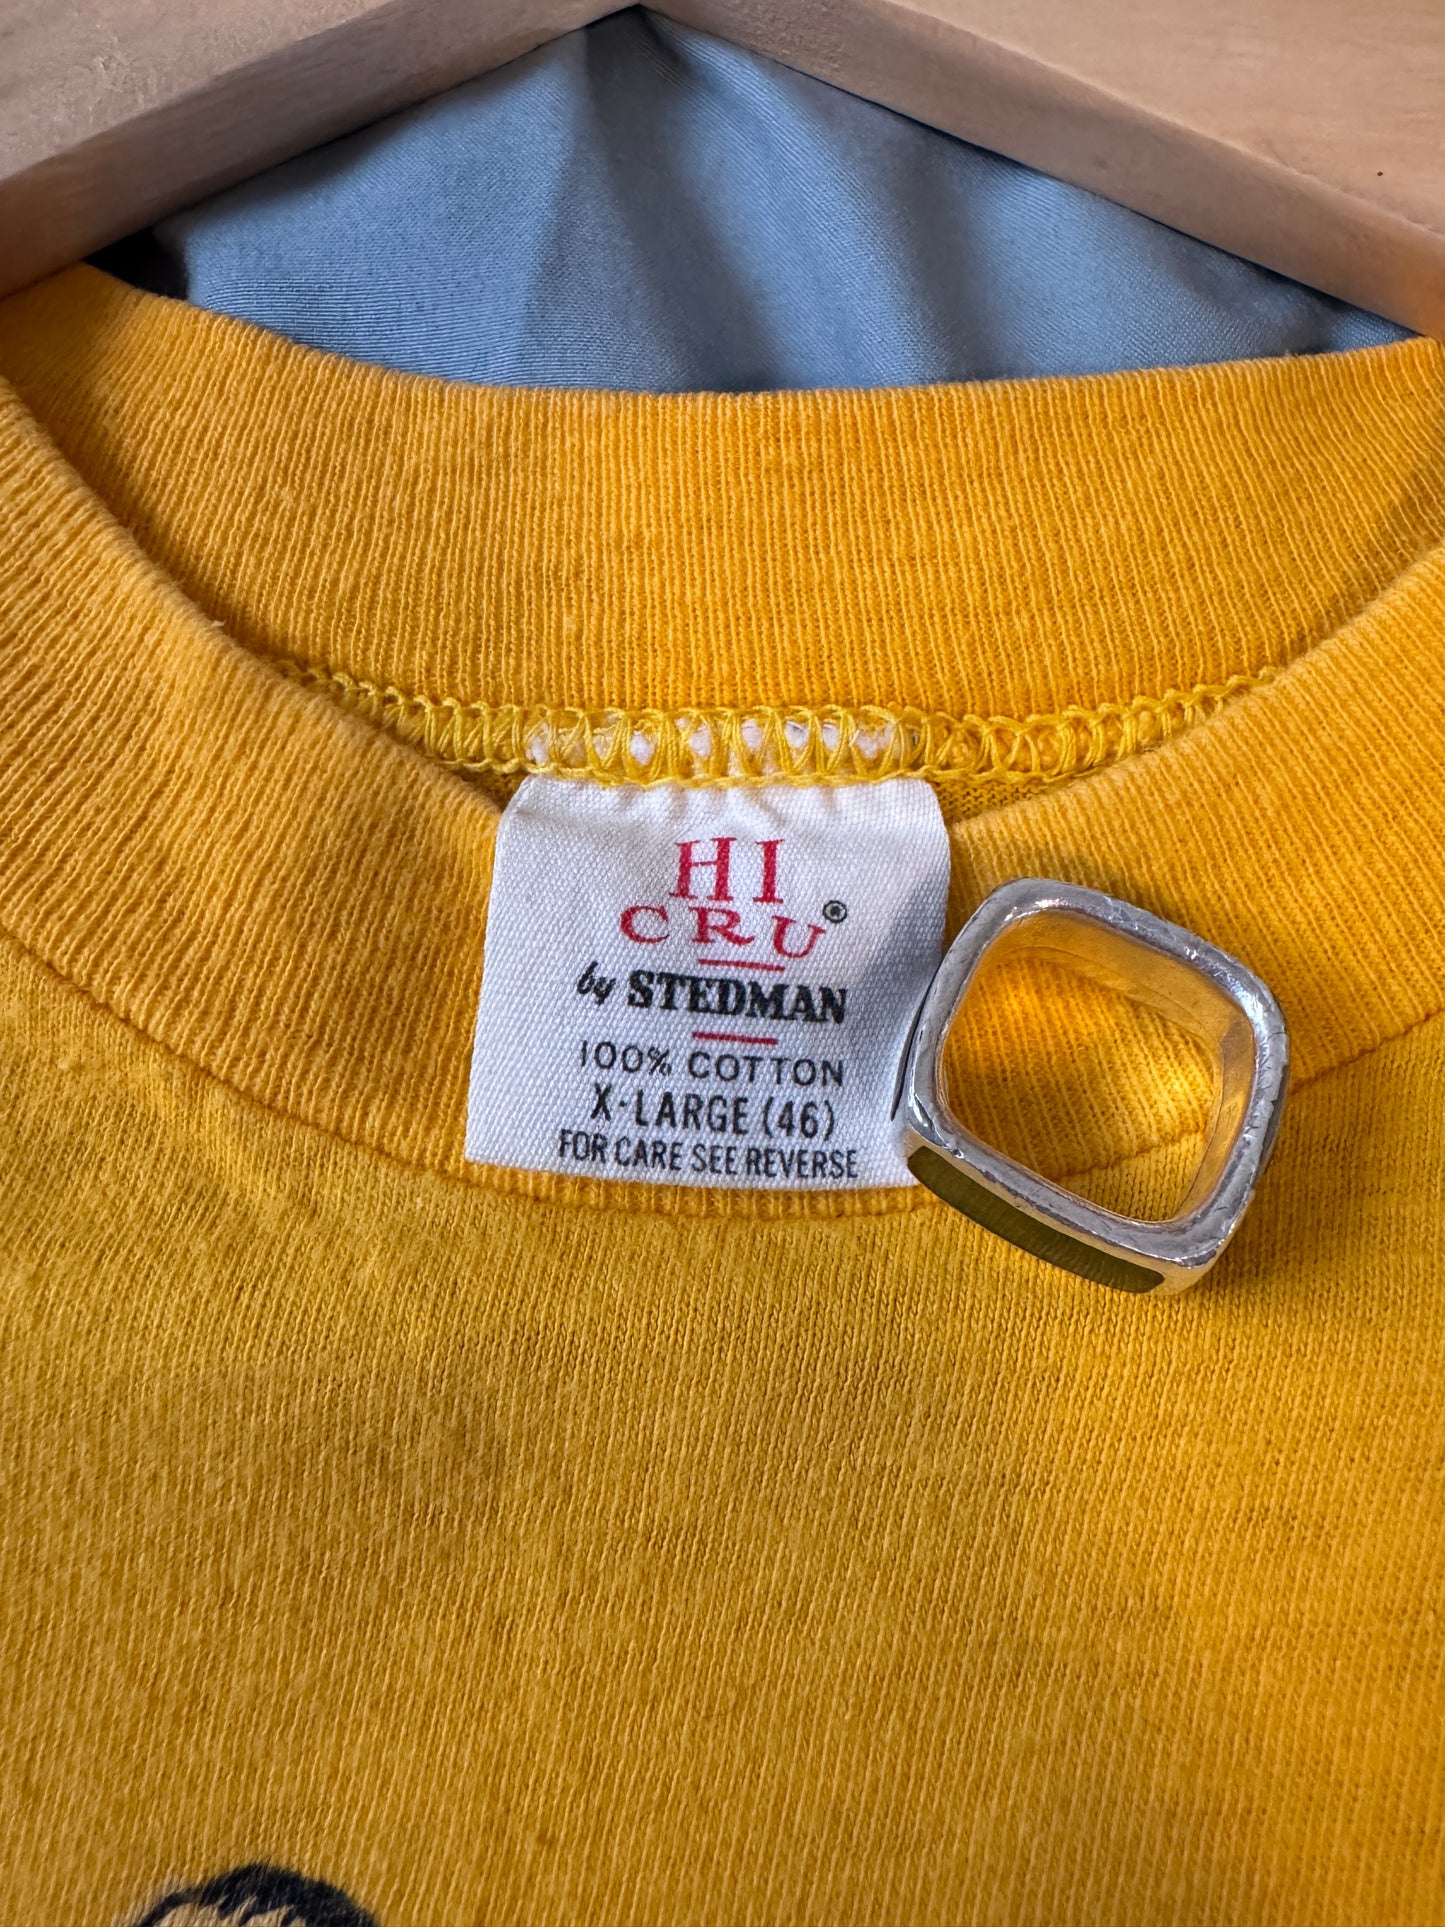 HI
CRU®
by STEDMAN
100% COTTON
X-LARGE (46)
FOR CARE SEE REVERSE